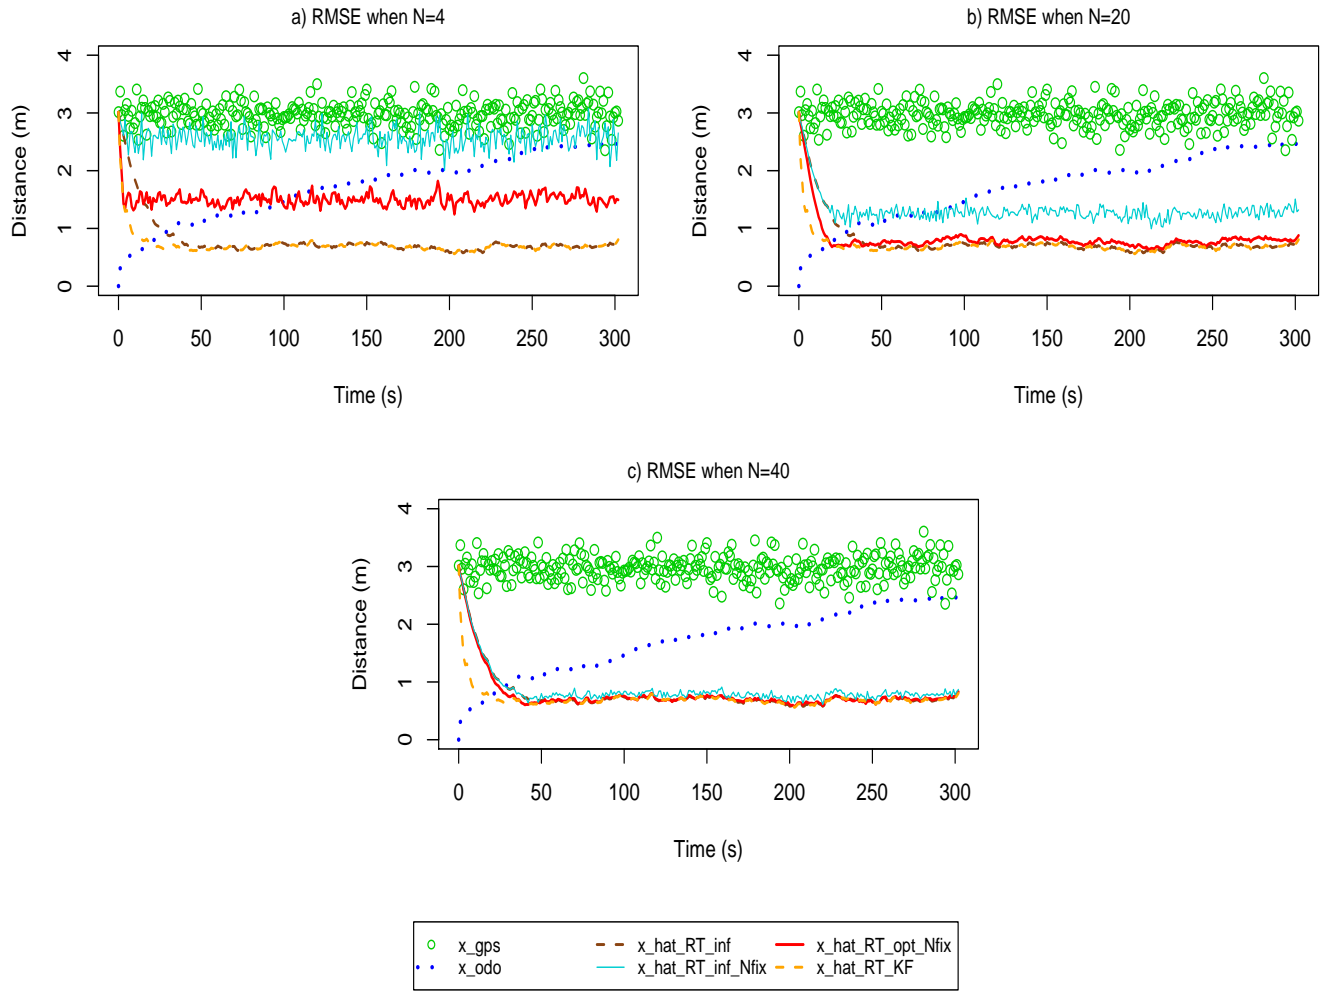 a) RMSE when N=4
Distance (m)
4
3
2
1
0
0 50 100 150 200 250 300
Time (s)
b) RMSE when N=20
Distance (m)
4
3
2
1
0
0 50 100 150 200 250 300
Time (s)
c) RMSE when N=40
Distance (m)
4
3
2
1
0
0 50 100 150 200 250 300
Time (s)
x_gps x_hat_RT_inf x_hat_RT_opt_Nfix
x_odo x_hat_RT_inf_Nfix x_hat_RT_KF